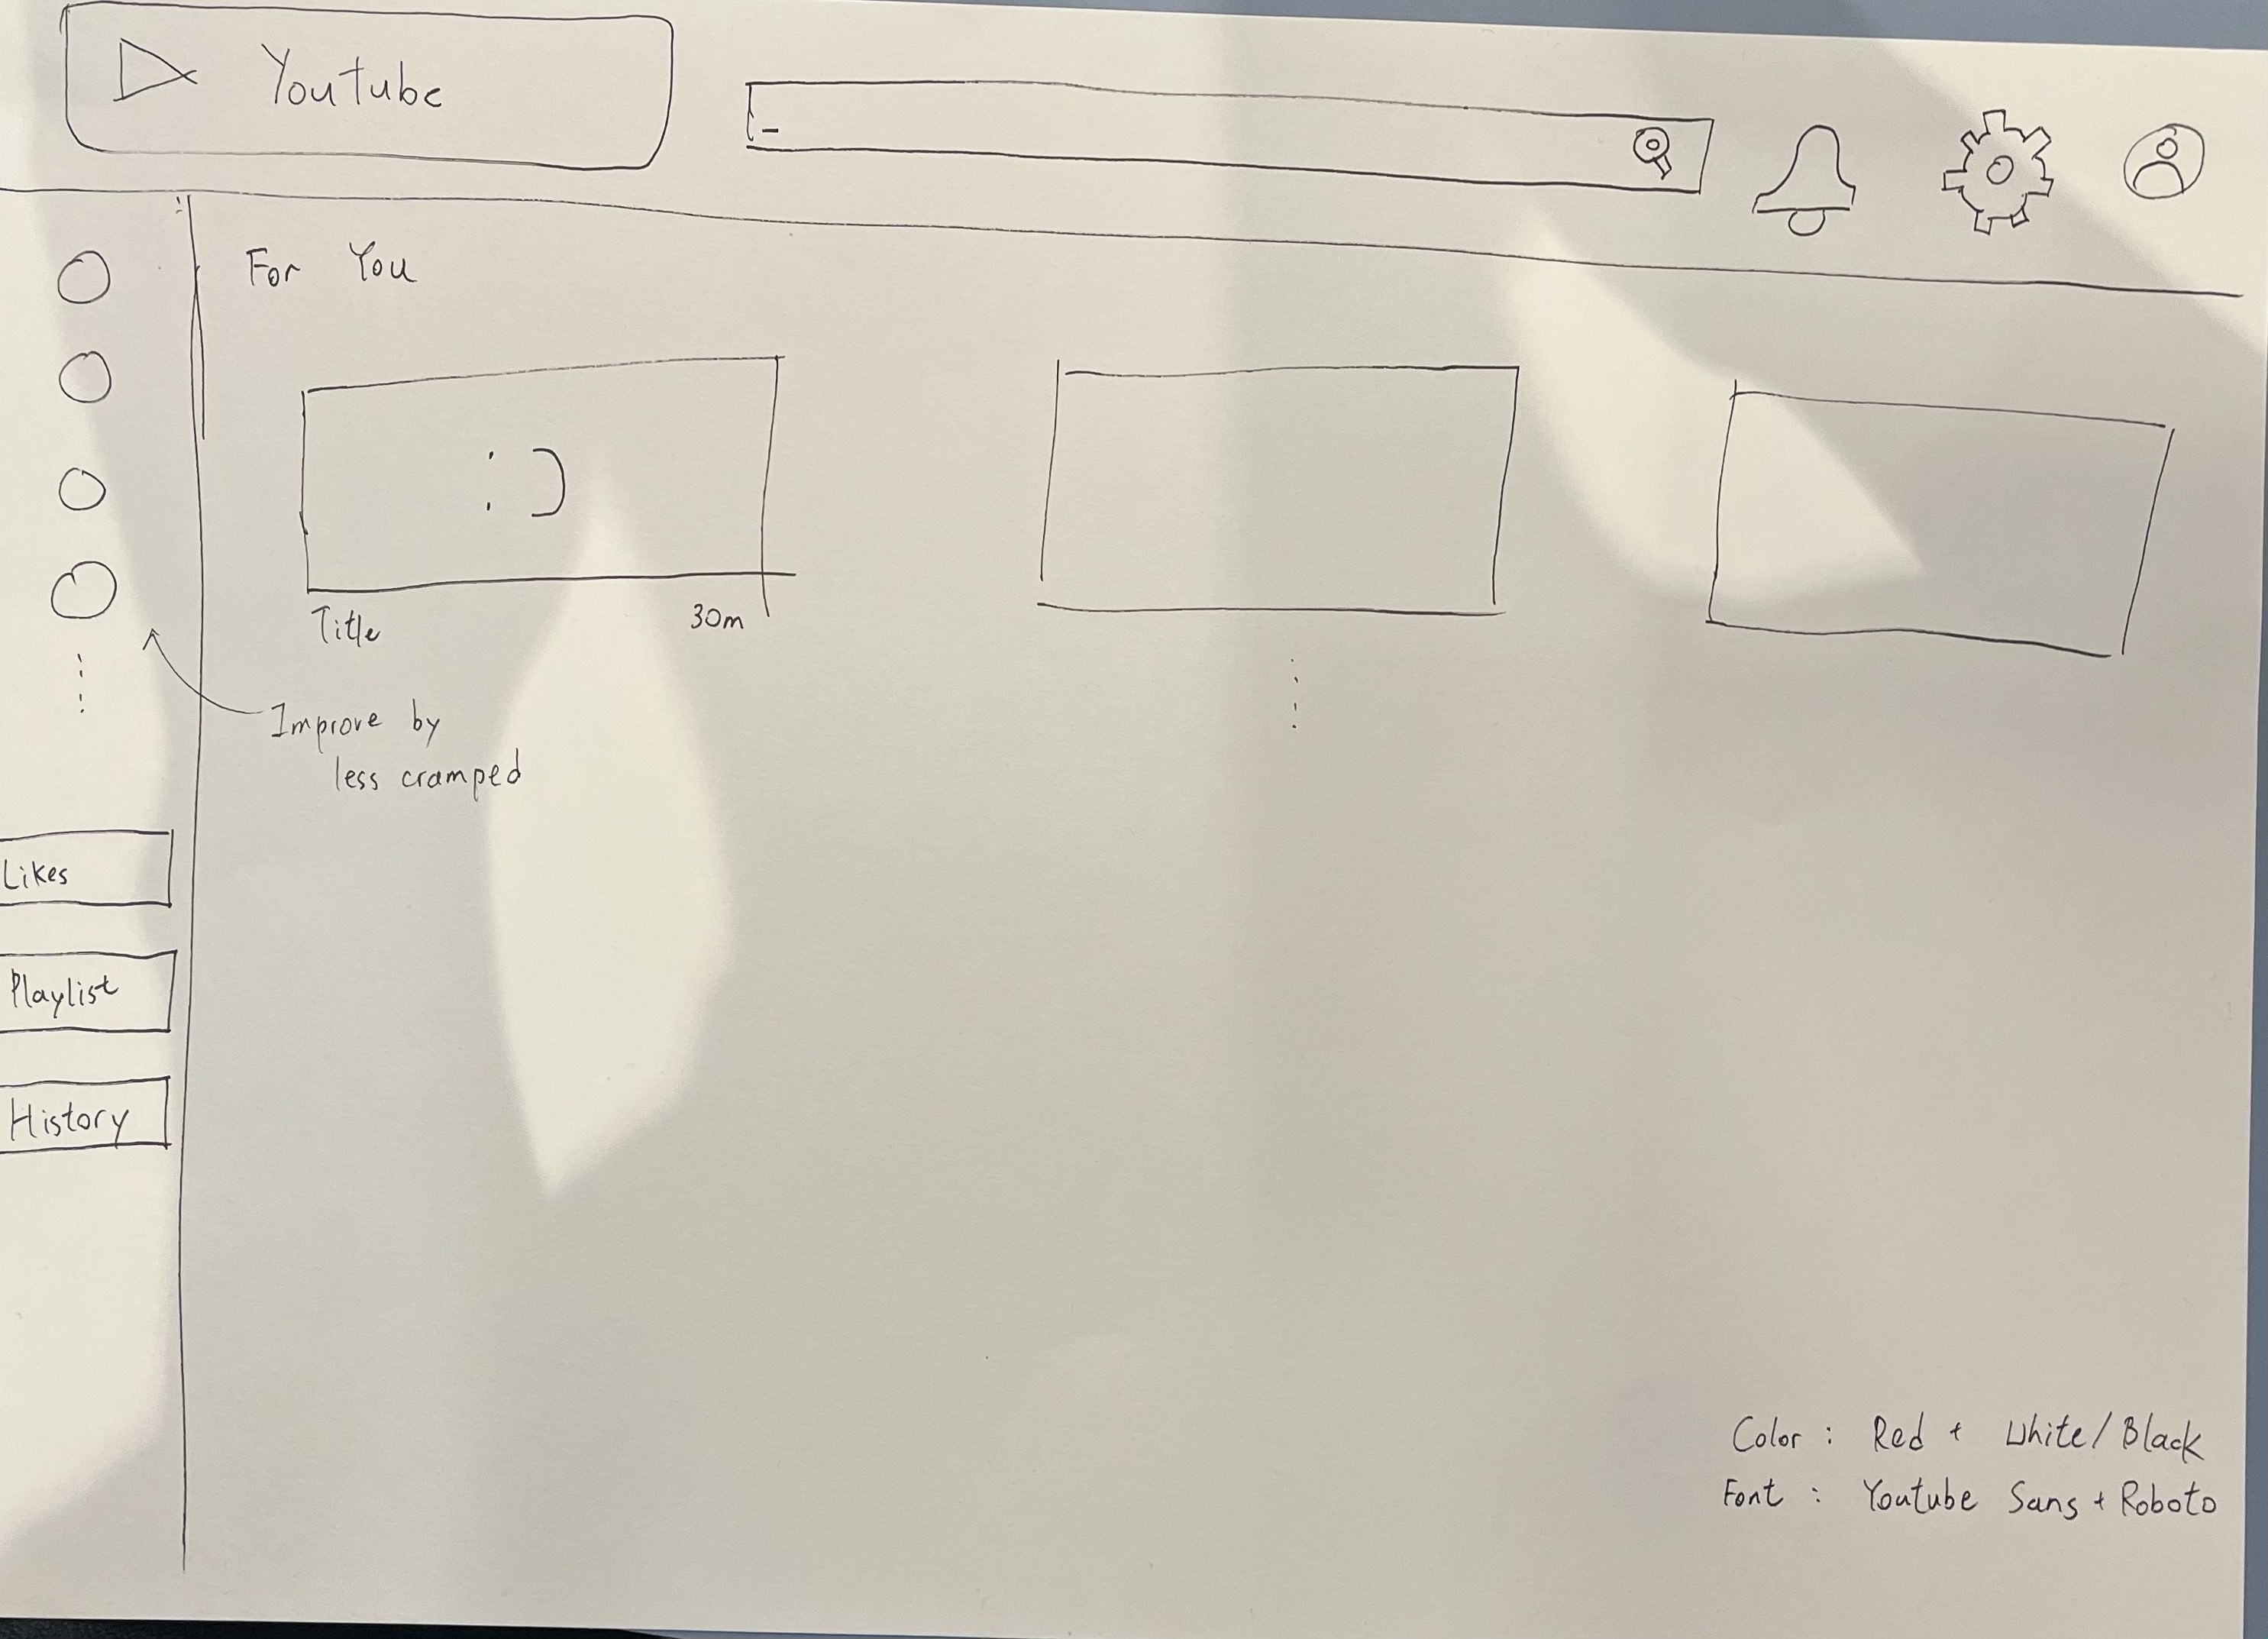 Youtube
For You
: )
Title 30m
Improve by
less cramped
Likes
Playlist
History
Color : Red + White/Black
Font : Youtube Sans + Roboto